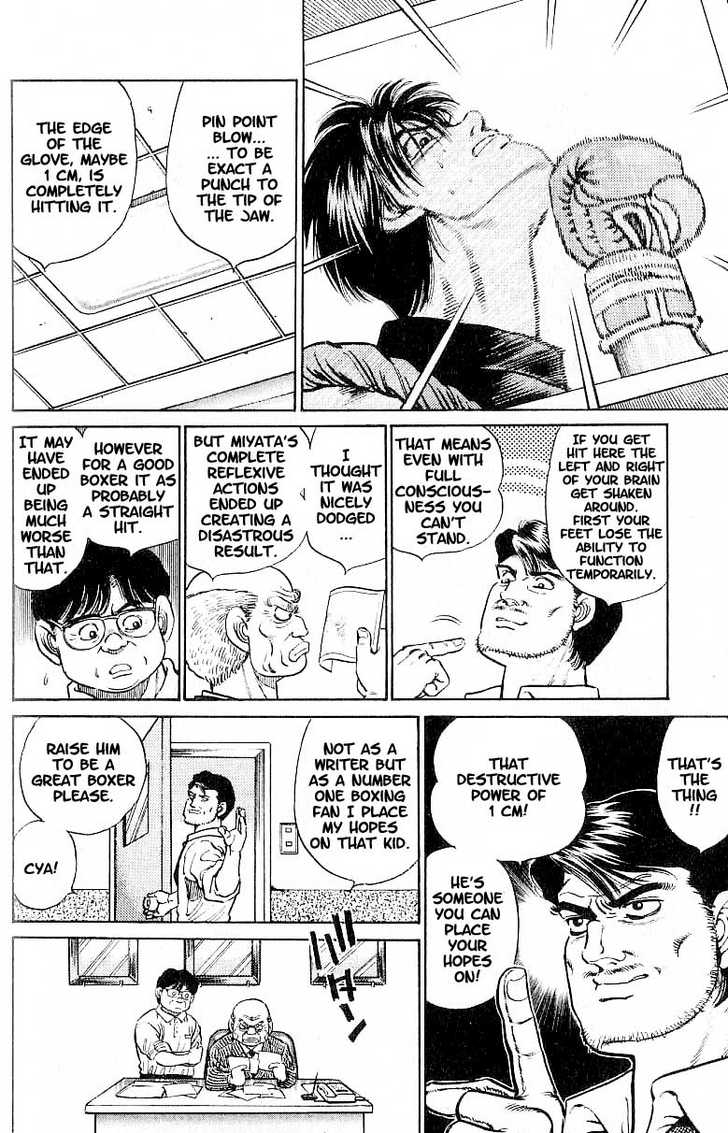 PIN POINT
BLOW...
... TO BE
EXACT A
PUNCH TO
THE TIP OF
THE JAW.
THE EDGE
OF THE
GLOVE, MAYBE
1 CM, IS
COMPLETELY
HITTING IT.
IF YOU GET
HIT HERE THE
LEFT AND RIGHT
OF YOUR BRAIN
GET SHAKEN
AROUND.
FIRST YOUR
FEET LOSE THE
ABILITY TO
FUNCTION
TEMPORARILY.
THAT MEANS
EVEN WITH
FULL
CONSCIOUS-
NESS YOU
CAN'T
STAND.
I
THOUGHT
IT WAS
NICELY
DODGED
...
BUT MIYATA'S
COMPLETE
REFLEXIVE
ACTIONS
ENDED UP
CREATING A
DISASTROUS
RESULT.
HOWEVER
FOR A GOOD
BOXER IT AS
PROBABLY
A STRAIGHT
HIT.
IT MAY
HAVE
ENDED
UP
BEING
MUCH
WORSE
THAN
THAT.
THAT'S
THE
THING
!!
THAT
DESTRUCTIVE
POWER OF
1 CM!
HE'S
SOMEONE
YOU CAN
PLACE
YOUR
HOPES
ON!
NOT AS A
WRITER BUT
AS A NUMBER
ONE BOXING
FAN I PLACE
MY HOPES
ON THAT KID.
RAISE HIM
TO BE A
GREAT BOXER
PLEASE.
CYA!